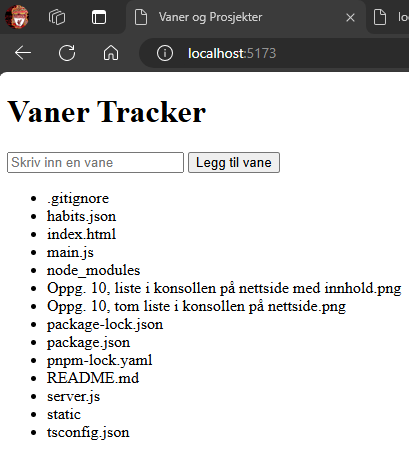 Vaner og Prosjekter
lo
localhost:5173
Vaner Tracker
Skriv inn en vane
Legg til vane
.gitignore
habits.json
index.html
main.js
node_modules
Oppg. 10, liste i konsollen på nettside med innhold.png
Oppg. 10, tom liste i konsollen på nettside.png
package-lock.json
package.json
pnpm-lock.yaml
README.md
server.js
static
tsconfig.json